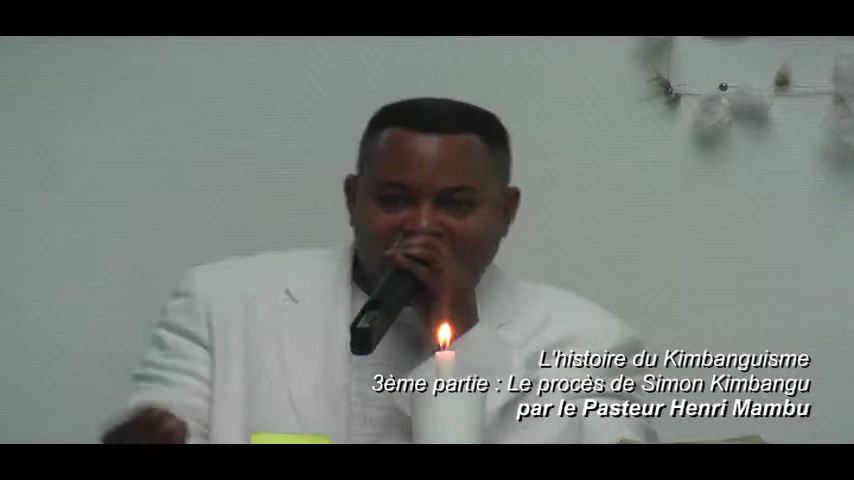 L'histoire du Kimbanguisme
3ème partie : Le procès de Simon Kimbangu
par le Pasteur Henri Mambu